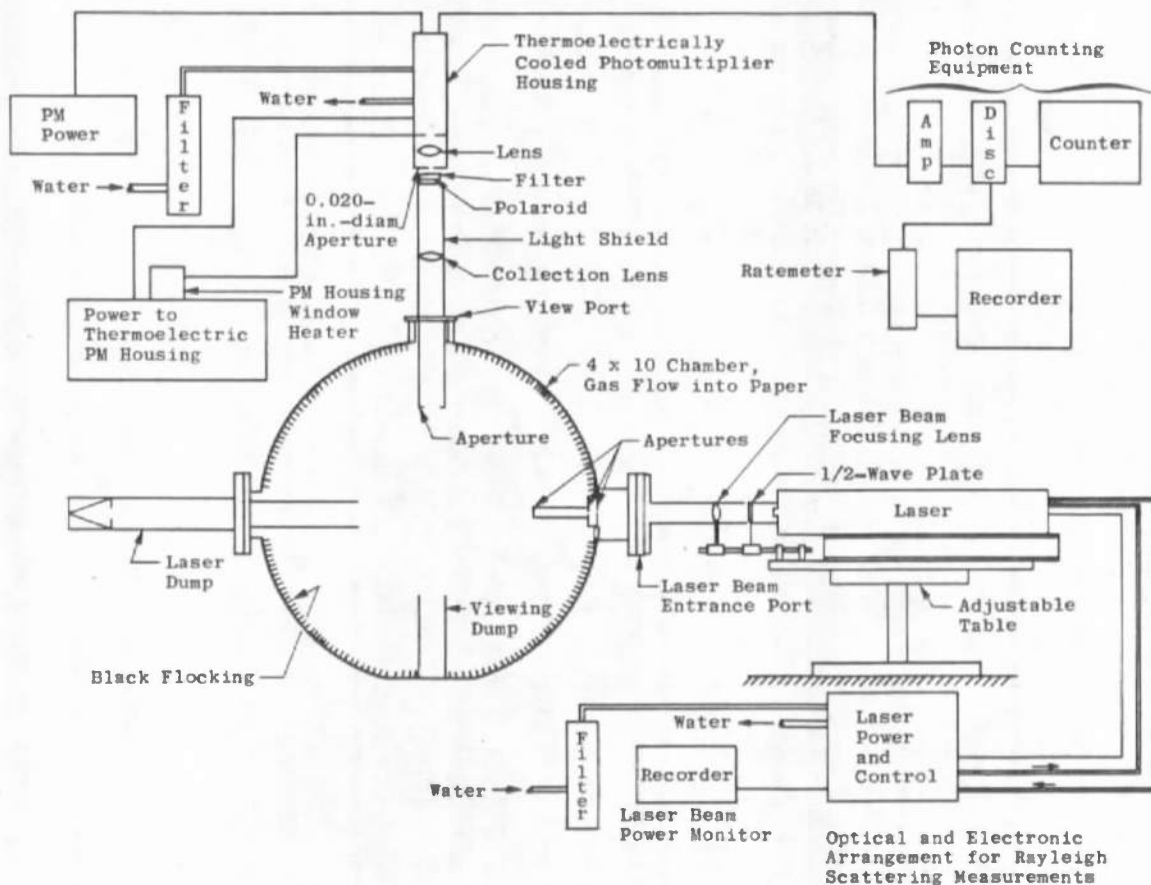 Thermoelectrically
Cooled Photomultiplier
Housing
Photon Counting
Equipment
PM
Power
Filter
Water
Water
Amp
Disc
Counter
Lens
Filter
Polaroid
0.020-
in.-diam
Aperture
Light Shield
Collection Lens
View Port
Ratemeter
Recorder
PM Housing
Window
Heater
Power to
Thermoelectric
PM Housing
4 x 10 Chamber,
Gas Flow into Paper
Aperture
Apertures
Laser Beam
Focusing Lens
1/2-Wave Plate
Laser
Laser
Dump
Laser Beam
Entrance Port
Adjustable
Table
Viewing
Dump
Black Flocking
Water
Filter
Water
Recorder
Laser Beam
Power Monitor
Laser
Power
and
Control
Optical and Electronic
Arrangement for Rayleigh
Scattering Measurements